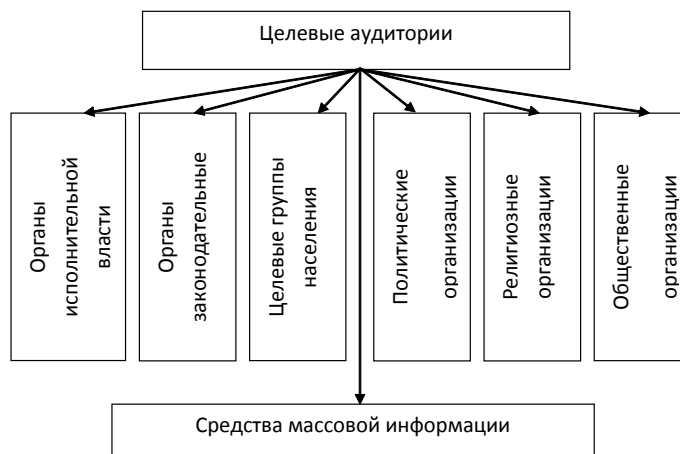 Целевые аудитории
Органы
исполнительной
власти
Органы
законодательные
Целевые группы
населения
Политические
организации
Религиозные
организации
Общественные
организации
Средства массовой информации